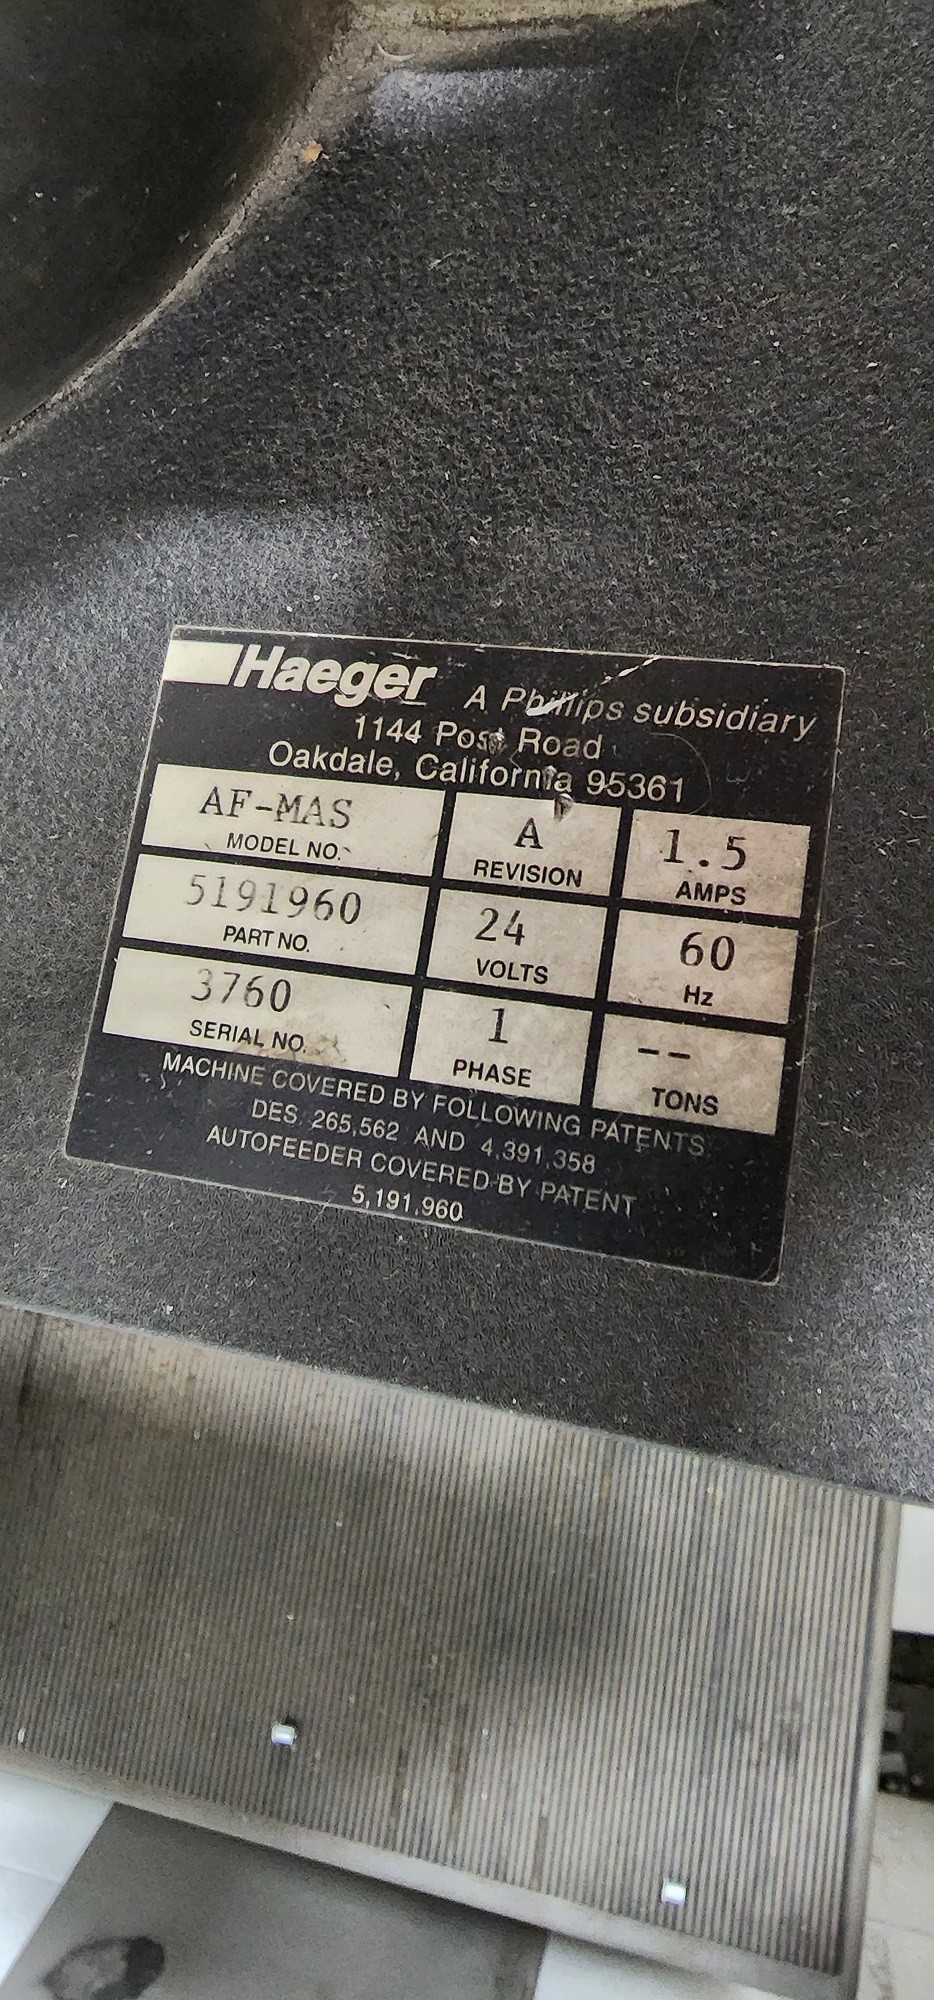 Haeger A Phillips subsidiary
1144 Post Road
Oakdale, California 95361
AF-MAS
MODEL NO.
A
REVISION
1.5
AMPS
5191960
PART NO.
24
VOLTS
60
Hz
3760
SERIAL NO.
1
PHASE
--
TONS
MACHINE COVERED BY FOLLOWING PATENTS
DES. 265,562 AND 4,391,358
AUTOFEEDER COVERED BY PATENT
5,191,960